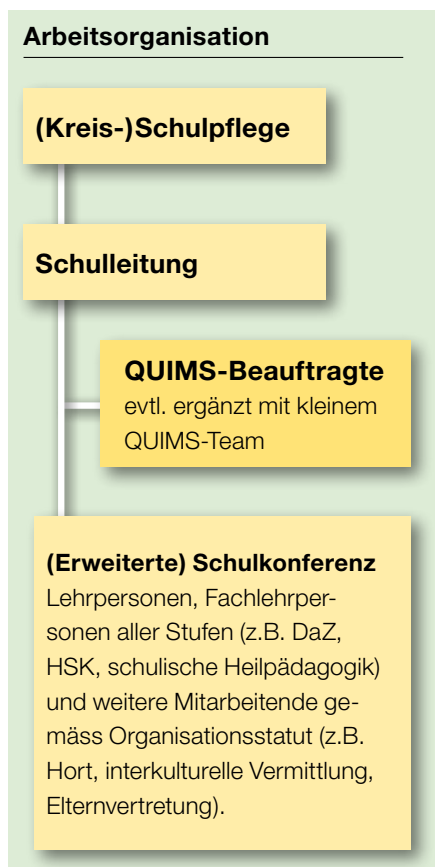 Arbeitsorganisation
(Kreis-)Schulpflege
Schulleitung
QUIMS-Beauftragte
evtl. ergänzt mit kleinem
QUIMS-Team
(Erweiterte) Schulkonferenz
Lehrpersonen, Fachlehrper-
sonen aller Stufen (z.B. DaZ,
HSK, schulische Heilpädagogik)
und weitere Mitarbeitende ge-
mäss Organisationsstatut (z.B.
Hort, interkulturelle Vermittlung,
Elternvertretung).